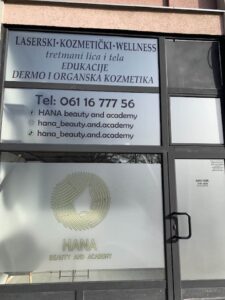 LASERSKI·KOZMETIČKI·WELLNESS
tretmani lica i tela
EDUKACIJE
DERMO I ORGANSKA KOZMETIKA
Tel: 061 16 777 56
HANA beauty and academy
hana_beauty.and.academy
hana_beauty.and.academy
HANA
BEAUTY AND ACADEMY